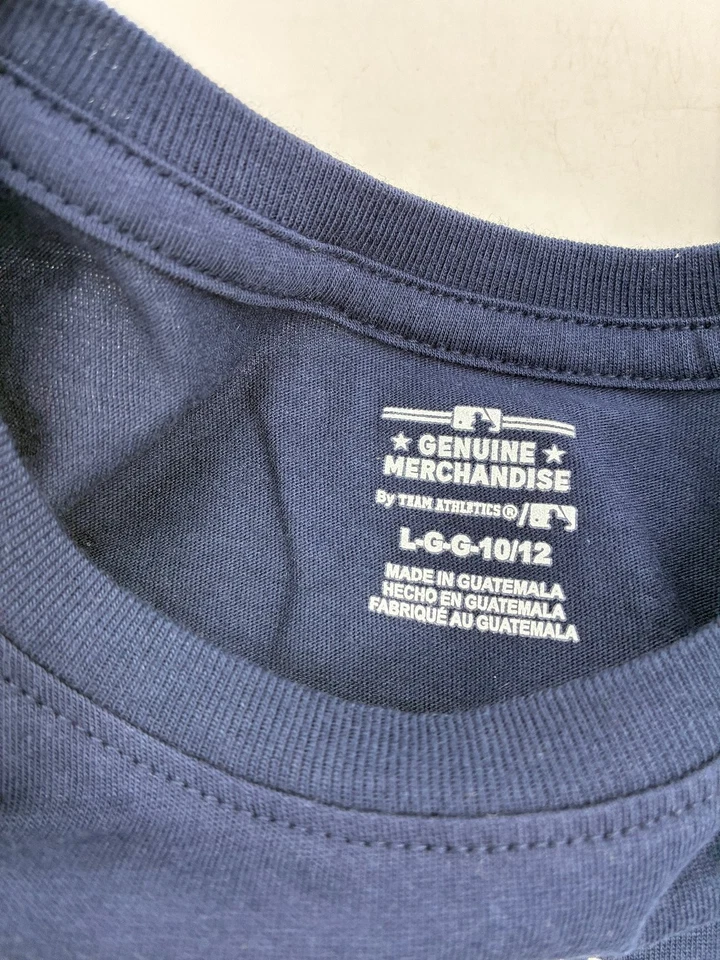 GENUINE
MERCHANDISE
By TEAM ATHLETICS®/
L-G-G-10/12
MADE IN GUATEMALA
HECHO EN GUATEMALA
FABRIQUÉ AU GUATEMALA